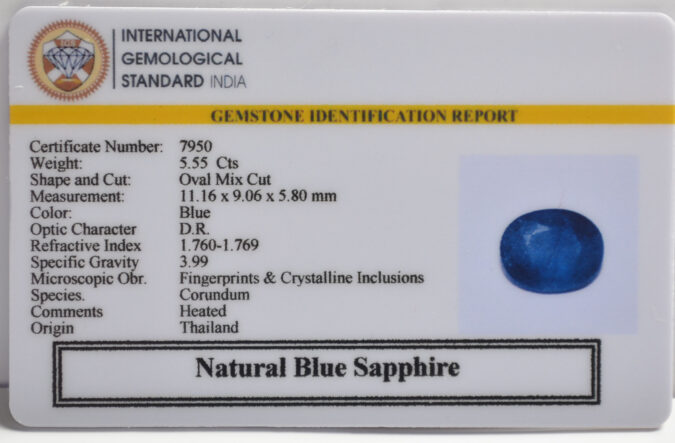 IGS
INTERNATIONAL
GEMOLOGICAL
STANDARD INDIA
GEMSTONE IDENTIFICATION REPORT
Certificate Number: 7950
Weight: 5.55 Cts
Shape and Cut: Oval Mix Cut
Measurement: 11.16 x 9.06 x 5.80 mm
Color: Blue
Optic Character D.R.
Refractive Index 1.760-1.769
Specific Gravity 3.99
Microscopic Obr. Fingerprints & Crystalline Inclusions
Species. Corundum
Comments Heated
Origin Thailand
Natural Blue Sapphire